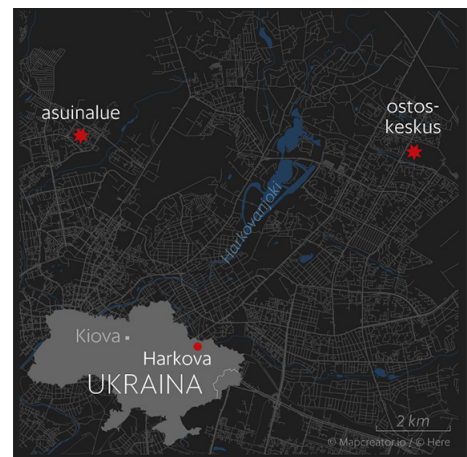 asuinalue
ostos-
keskus
Harkovanjoki
Kiova
Harkova
UKRAINA
2 km
© Mapcreator.io / © Here